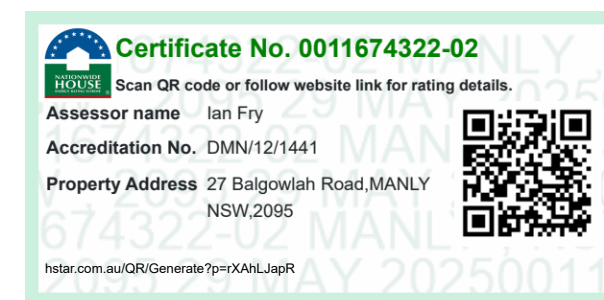 Certificate No. 0011674322-02
Scan QR code or follow website link for rating details.
NATIONWIDE
HOUSE
ENERGY RATING SCHEME
Assessor name Ian Fry
Accreditation No. DMN/12/1441
Property Address 27 Balgowlah Road,MANLY
NSW,2095
hstar.com.au/QR/Generate?p=rXAhLJapR